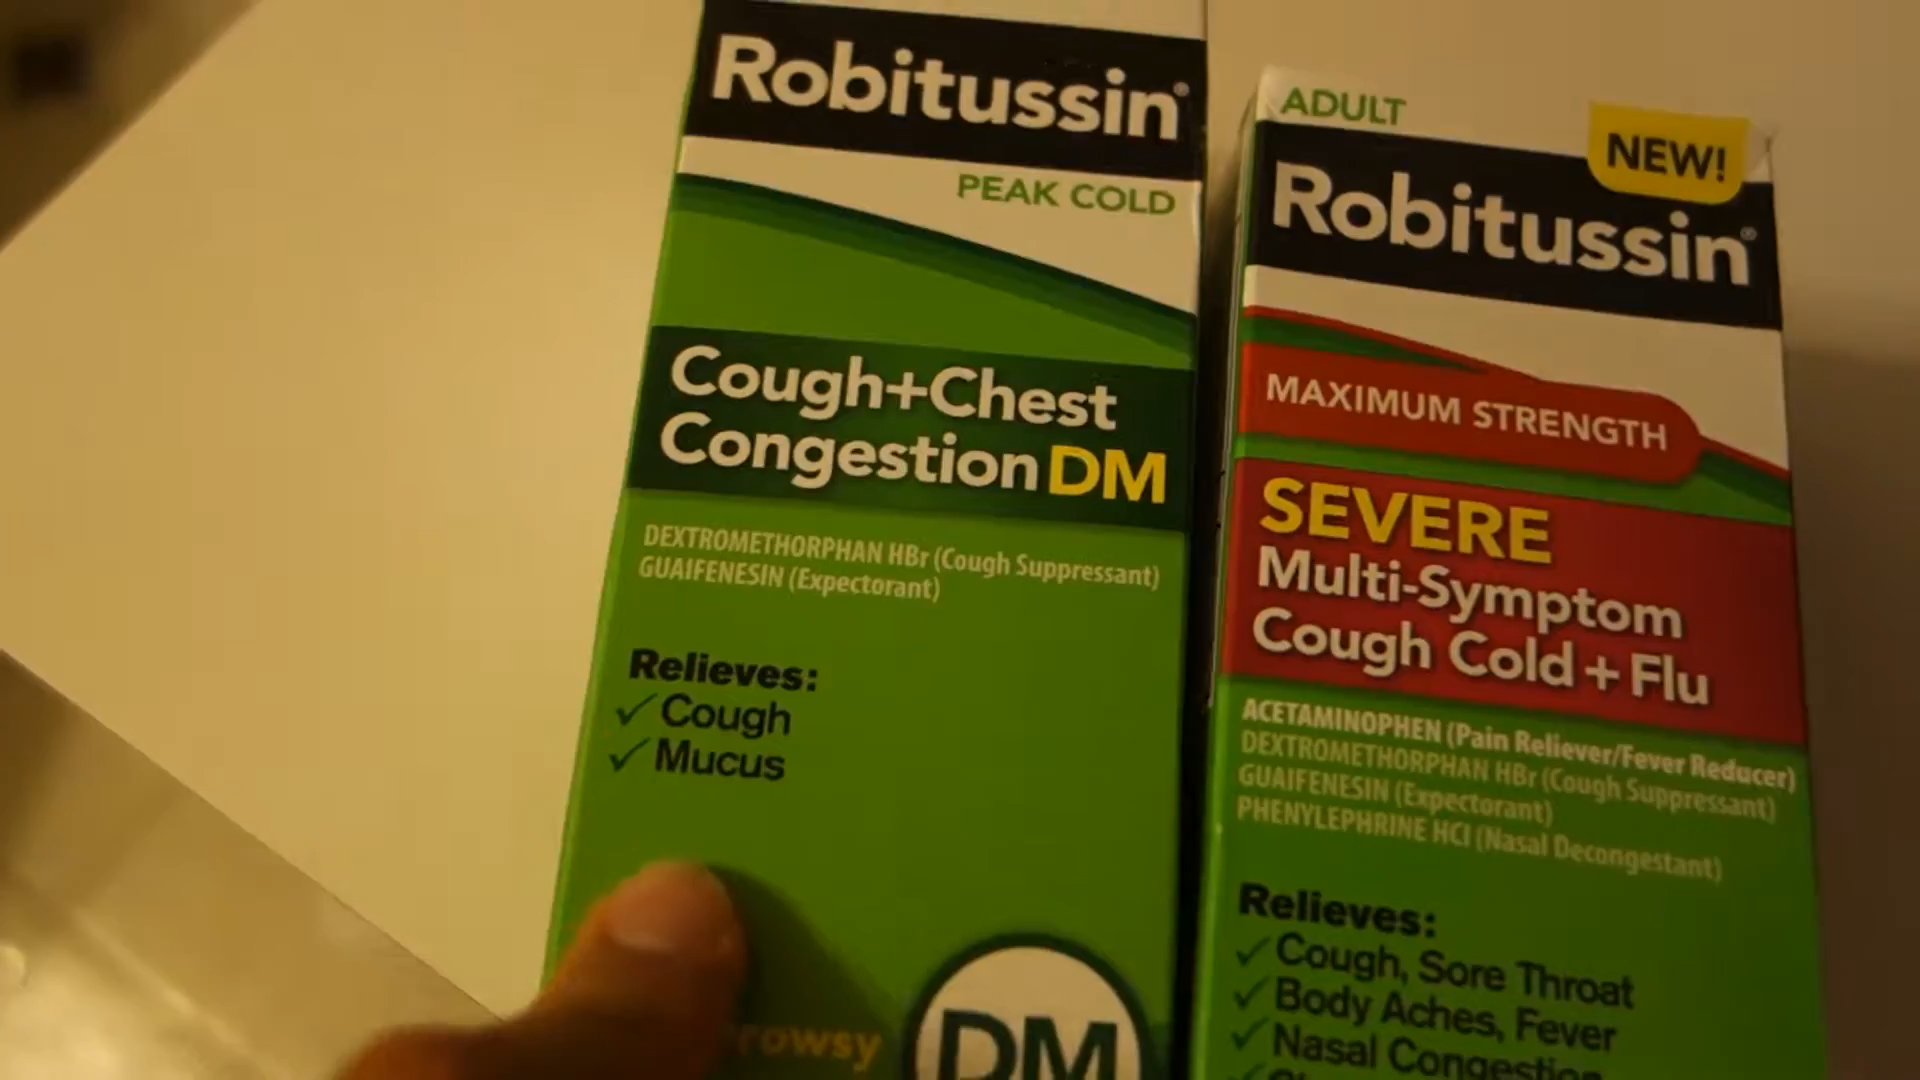 Robitussin®
PEAK COLD
Cough+Chest
Congestion DM
DEXTROMETHORPHAN HBr (Cough Suppressant)
GUAIFENESIN (Expectorant)
Relieves:
✓ Cough
✓ Mucus
DM
ADULT
NEW!
Robitussin®
MAXIMUM STRENGTH
SEVERE
Multi-Symptom
Cough Cold + Flu
ACETAMINOPHEN (Pain Reliever/Fever Reducer)
DEXTROMETHORPHAN HBr (Cough Suppressant)
GUAIFENESIN (Expectorant)
PHENYLEPHRINE HCl (Nasal Decongestant)
Relieves:
✓ Cough, Sore Throat
✓ Body Aches, Fever
✓ Nasal Congestion